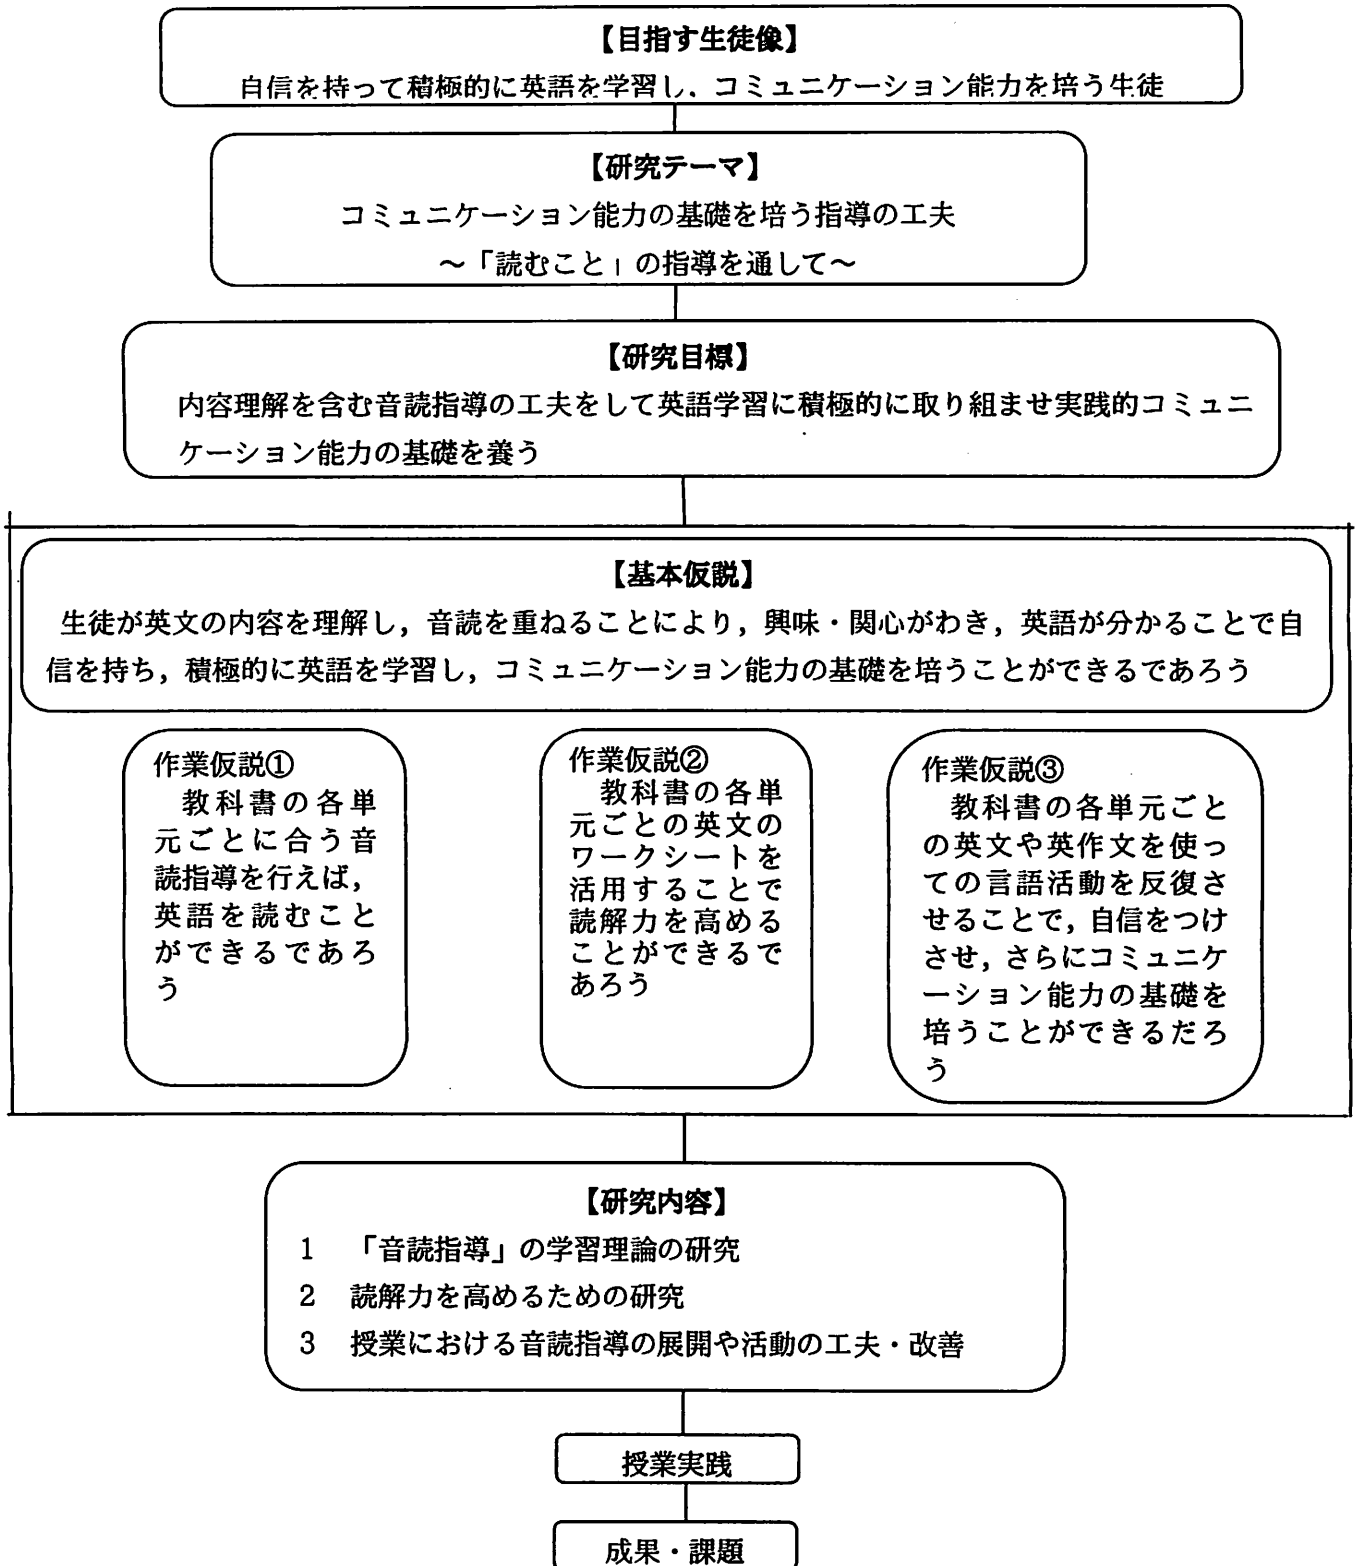 【目指す生徒像】
自信を持って積極的に英語を学習し，コミュニケーション能力を培う生徒
【研究テーマ】
コミュニケーション能力の基礎を培う指導の工夫
～「読むこと」の指導を通して～
【研究目標】
内容理解を含む音読指導の工夫をして英語学習に積極的に取り組ませ実践的コミュニ
ケーション能力の基礎を養う
【基本仮説】
生徒が英文の内容を理解し，音読を重ねることにより，興味・関心がわき，英語が分かることで自
信を持ち，積極的に英語を学習し，コミュニケーション能力の基礎を培うことができるであろう
作業仮説①
教科書の各単
元ごとに合う音
読指導を行えば，
英語を読むこと
ができるであろ
う
作業仮説②
教科書の各単
元ごとの英文の
ワークシートを
活用することで
読解力を高める
ことができるで
あろう
作業仮説③
教科書の各単元ごと
の英文や英作文を使っ
ての言語活動を反復さ
せることで，自信をつけ
させ，さらにコミュニケ
ーション能力の基礎を
培うことができるだろ
う
【研究内容】
1 「音読指導」の学習理論の研究
2 読解力を高めるための研究
3 授業における音読指導の展開や活動の工夫・改善
授業実践
成果・課題